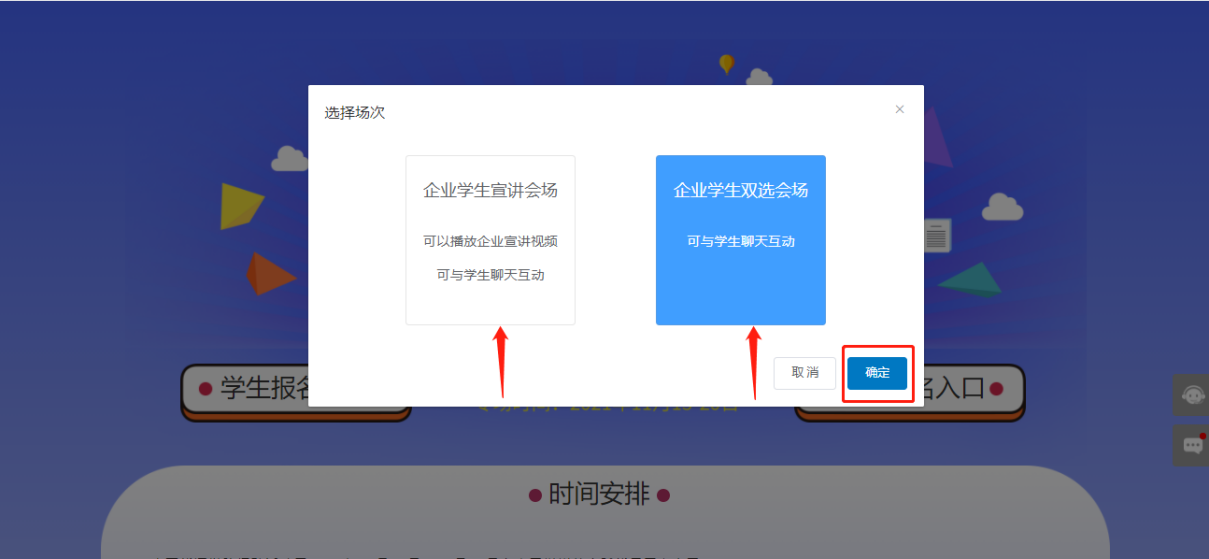 选择场次
×
企业学生宣讲会场
可以播放企业宣讲视频
可与学生聊天互动
企业学生双选会场
可与学生聊天互动
取消
确定
学生报名
名入口
时间安排